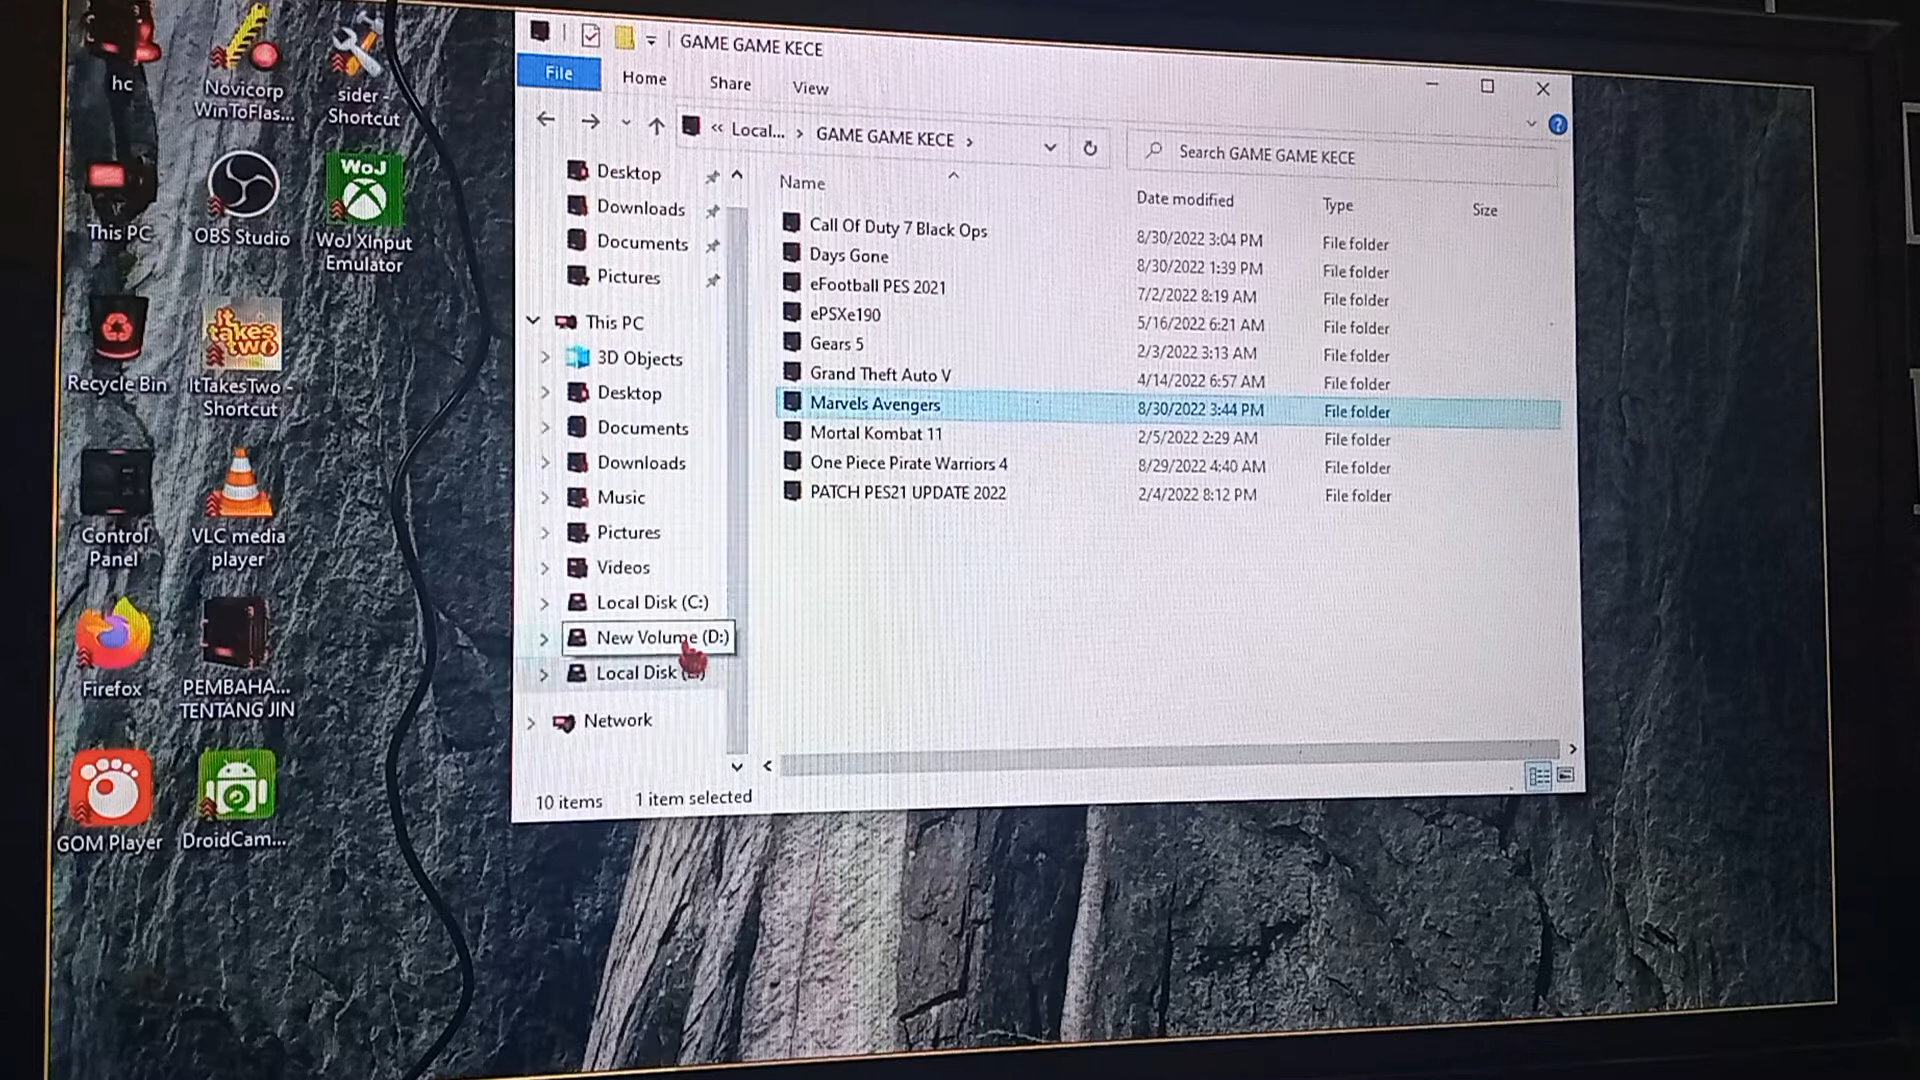 hc
Novicorp
WinToFlas...
sider -
Shortcut
This PC
OBS Studio
WoJ
WoJ XInput
Emulator
Recycle Bin
It
takes
two
ItTakesTwo -
Shortcut
Control
Panel
VLC media
player
Firefox
PEMBAHA...
TENTANG JIN
GOM Player
DroidCam...
GAME GAME KECE
File
Home
Share
View
?
« Local... > GAME GAME KECE >
Search GAME GAME KECE
Desktop
Downloads
Documents
Pictures
This PC
3D Objects
Desktop
Documents
Downloads
Music
Pictures
Videos
Local Disk (C:)
New Volume (D:)
Local Disk
Network
Name Date modified Type Size
Call Of Duty 7 Black Ops 8/30/2022 3:04 PM File folder
Days Gone 8/30/2022 1:39 PM File folder
eFootball PES 2021 7/2/2022 8:19 AM File folder
ePSXe190 5/16/2022 6:21 AM File folder
Gears 5 2/3/2022 3:13 AM File folder
Grand Theft Auto V 4/14/2022 6:57 AM File folder
Marvels Avengers 8/30/2022 3:44 PM File folder
Mortal Kombat 11 2/5/2022 2:29 AM File folder
One Piece Pirate Warriors 4 8/29/2022 4:40 AM File folder
PATCH PES21 UPDATE 2022 2/4/2022 8:12 PM File folder
10 items 1 item selected